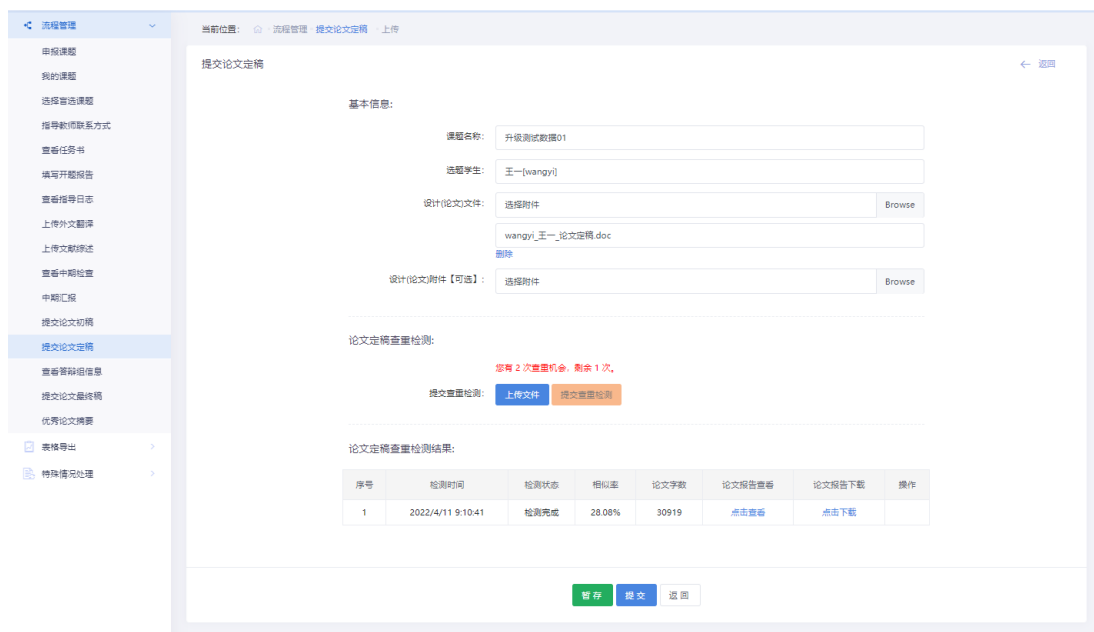 流程管理
申报课题
我的课题
选择盲选课题
指导教师联系方式
查看任务书
填写开题报告
查看指导日志
上传外文翻译
上传文献综述
查看中期检查
中期汇报
提交论文初稿
提交论文定稿
查看答辩组信息
提交论文最终稿
优秀论文摘要
表格导出
特殊情况处理
当前位置： 流程管理 提交论文定稿 上传
提交论文定稿
← 返回
基本信息:
课题名称: 升级测试数据01
选题学生: 王一[wangyi]
设计(论文)文件: 选择附件 Browse
wangyi_王一_论文定稿.doc
删除
设计(论文)附件【可选】: 选择附件 Browse
论文定稿查重检测:
您有 2 次查重机会，剩余 1 次。
提交查重检测: 上传文件 提交查重检测
论文定稿查重检测结果:
序号 检测时间 检测状态 相似率 论文字数 论文报告查看 论文报告下载 操作
1 2022/4/11 9:10:41 检测完成 28.08% 30919 点击查看 点击下载
暂存 提交 返回